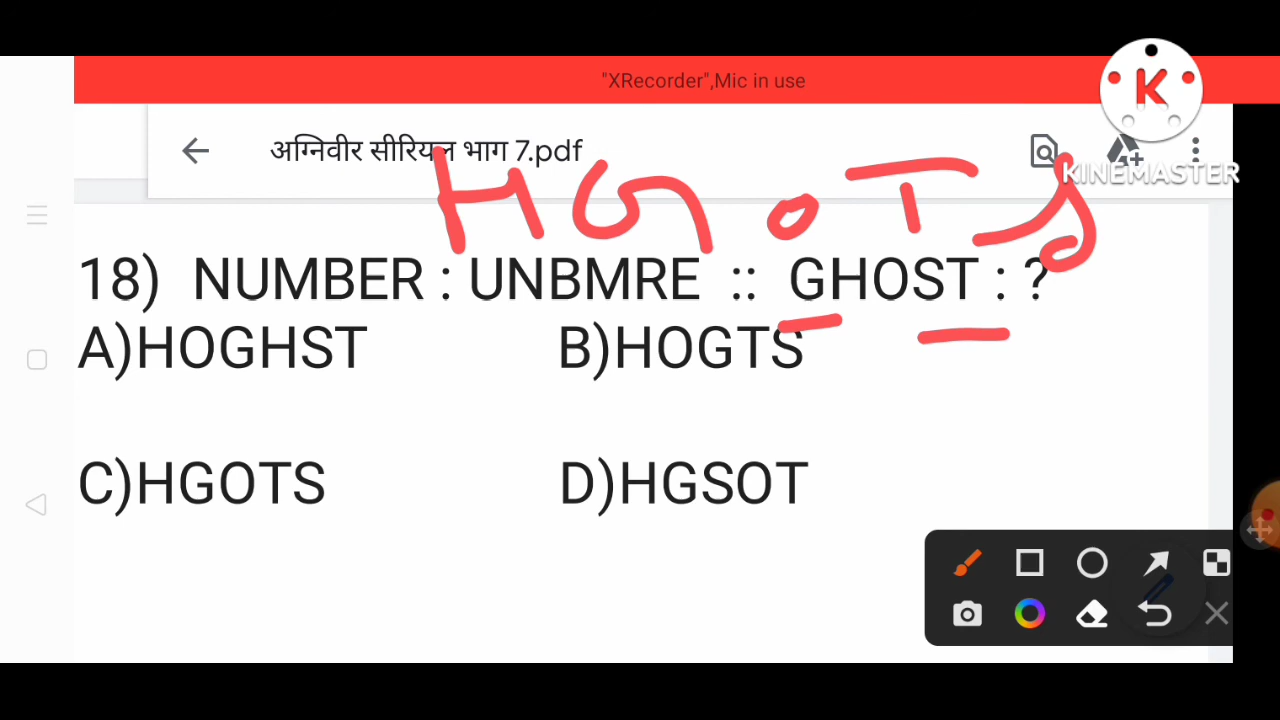 "XRecorder",Mic in use
K
अग्निवीर सीरियल भाग 7.pdf
KINEMASTER
HGOTS
18) NUMBER : UNBMRE :: GHOST : ?
A)HOGHST B)HOGTS
C)HGOTS D)HGSOT